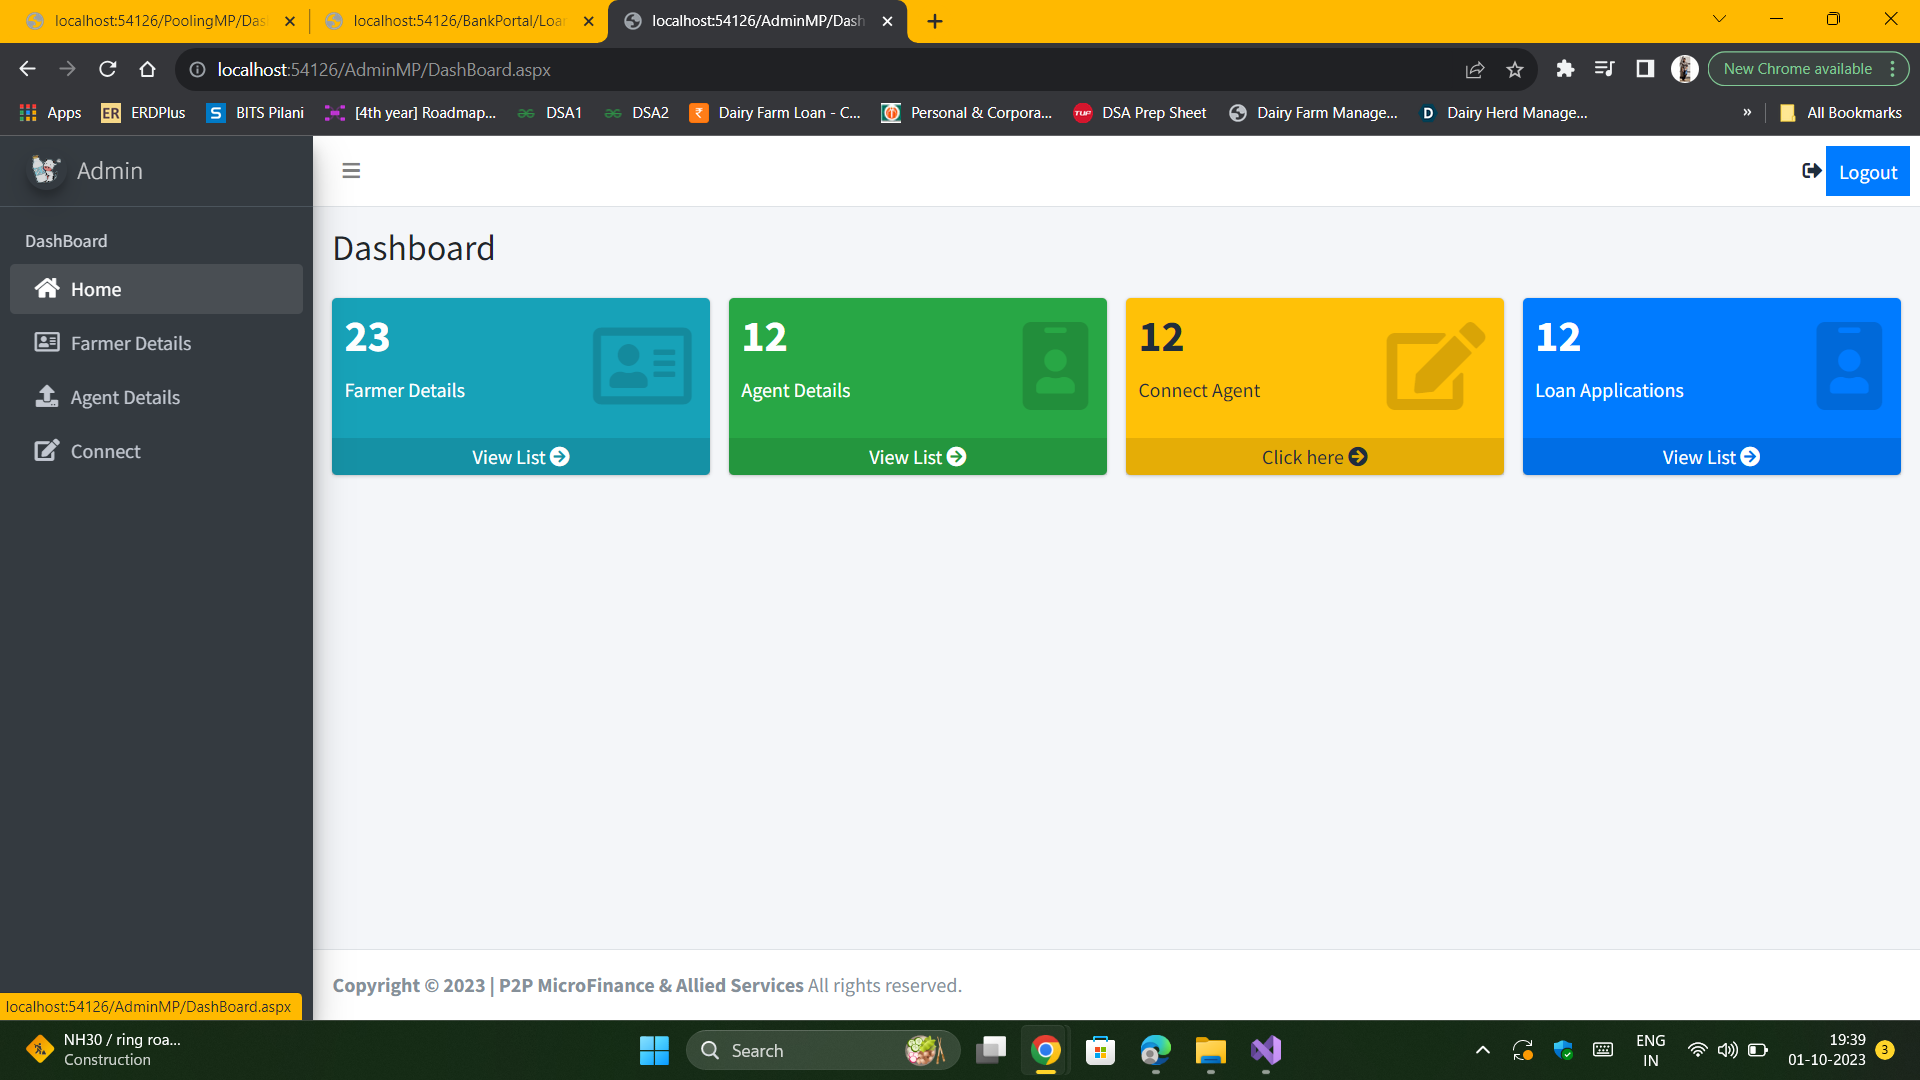 localhost:54126/PoolingMP/Das
localhost:54126/BankPortal/Loa
localhost:54126/AdminMP/Dash
localhost:54126/AdminMP/DashBoard.aspx
New Chrome available
Apps
ER ERDPlus
S BITS Pilani
[4th year] Roadmap...
DSA1
DSA2
₹ Dairy Farm Loan - C...
Personal & Corpora...
TUF DSA Prep Sheet
Dairy Farm Manage...
D Dairy Herd Manage...
»
All Bookmarks
Admin
Logout
DashBoard
Home
Farmer Details
Agent Details
Connect
Dashboard
23
Farmer Details
View List
12
Agent Details
View List
12
Connect Agent
Click here
12
Loan Applications
View List
Copyright © 2023 | P2P MicroFinance & Allied Services All rights reserved.
localhost:54126/AdminMP/DashBoard.aspx
NH30 / ring roa...
Construction
Search
ENG
IN
19:39
01-10-2023
3